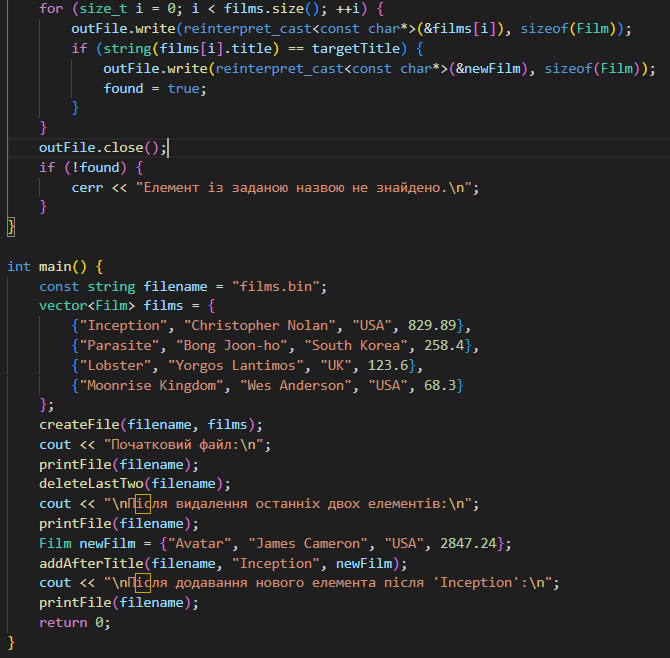 for (size_t i = 0; i < films.size(); ++i) {
outFile.write(reinterpret_cast<const char*>(&films[i]), sizeof(Film));
if (string(films[i].title) == targetTitle) {
outFile.write(reinterpret_cast<const char*>(&newFilm), sizeof(Film));
found = true;
}
}
outFile.close();
if (!found) {
cerr << "Елемент із заданою назвою не знайдено.\n";
}
}
int main() {
const string filename = "films.bin";
vector<Film> films = {
{"Inception", "Christopher Nolan", "USA", 829.89},
{"Parasite", "Bong Joon-ho", "South Korea", 258.4},
{"Lobster", "Yorgos Lantimos", "UK", 123.6},
{"Moonrise Kingdom", "Wes Anderson", "USA", 68.3}
};
createFile(filename, films);
cout << "Початковий файл:\n";
printFile(filename);
deleteLastTwo(filename);
cout << "\nПісля видалення останніх двох елементів:\n";
printFile(filename);
Film newFilm = {"Avatar", "James Cameron", "USA", 2847.24};
addAfterTitle(filename, "Inception", newFilm);
cout << "\nПісля додавання нового елемента після 'Inception':\n";
printFile(filename);
return 0;
}